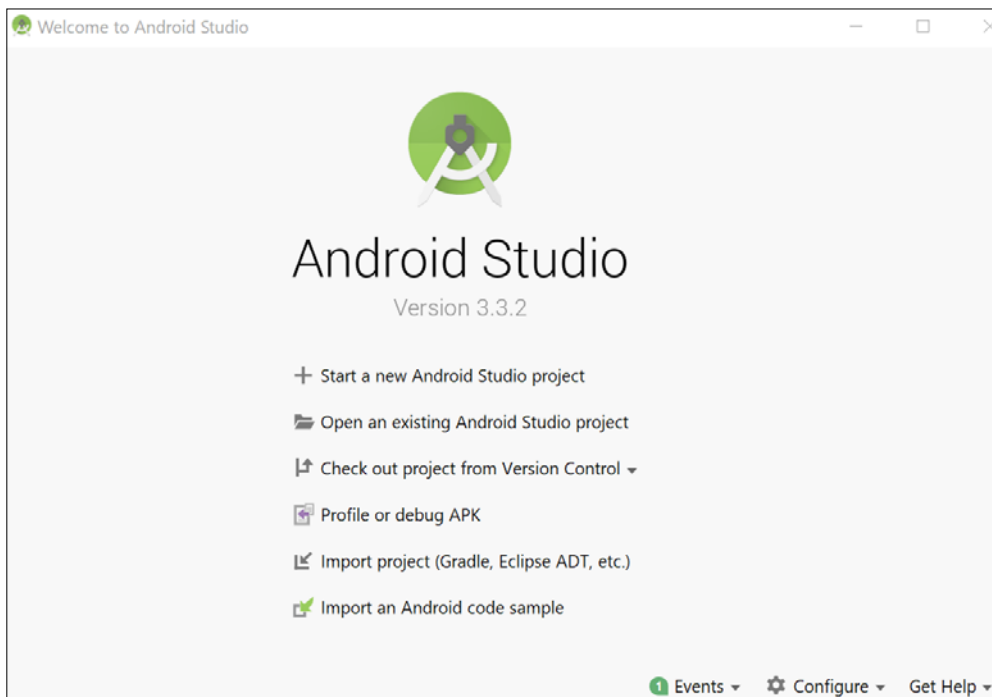 Welcome to Android Studio
Android Studio
Version 3.3.2
Start a new Android Studio project
Open an existing Android Studio project
Check out project from Version Control
Profile or debug APK
Import project (Gradle, Eclipse ADT, etc.)
Import an Android code sample
1 Events Configure Get Help